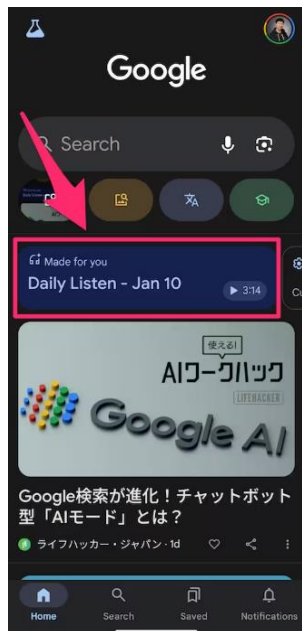 Google
Search
Made for you
Daily Listen - Jan 10
3:14
Cu
使える!
AIワークハック
LIFEHACKER
Google AI
Google検索が進化！チャットボット
型「AIモード」とは？
ライフハッカー・ジャパン・1d
Home
Search
Saved
Notifications